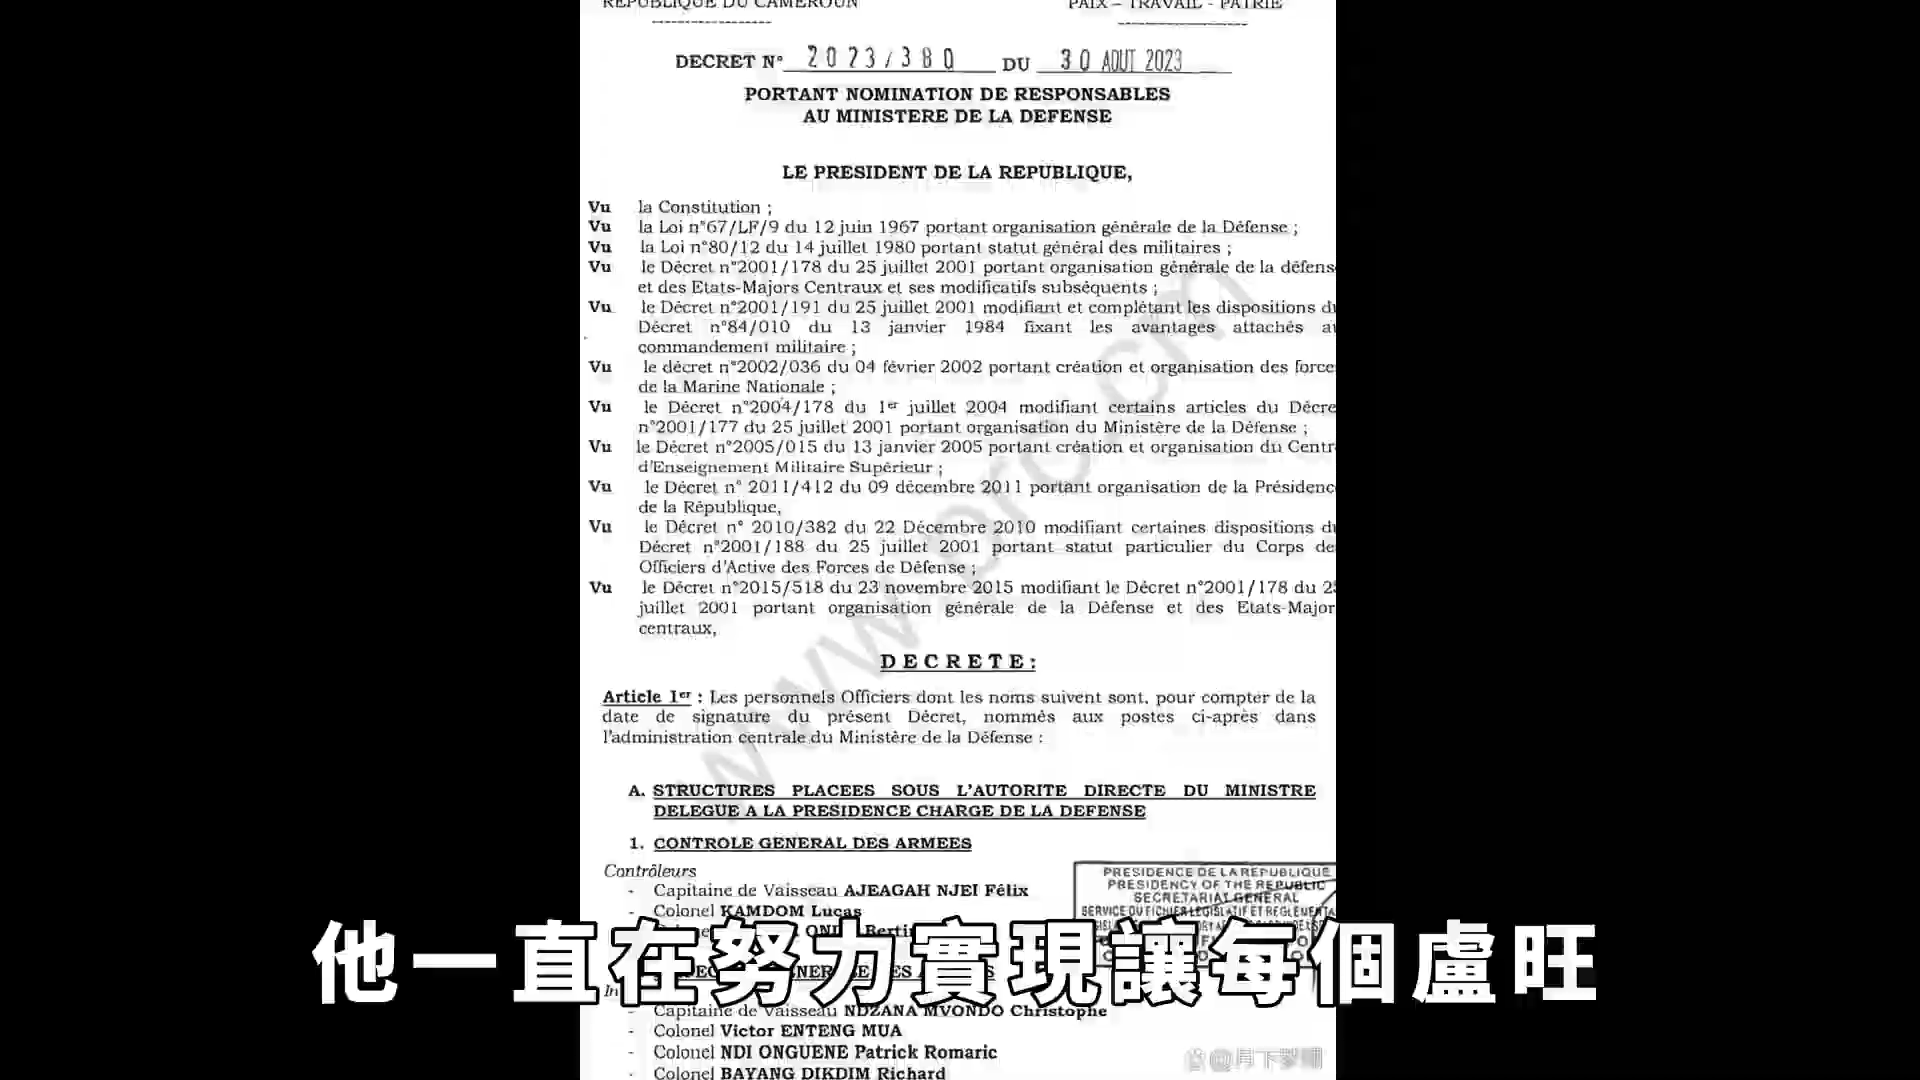 REPUBLIQUE DU CAMEROUN
PAIX – TRAVAIL - PATRIE
DECRET N° 2023/380 DU 30 AOUT 2023
PORTANT NOMINATION DE RESPONSABLES
AU MINISTERE DE LA DEFENSE
LE PRESIDENT DE LA REPUBLIQUE,
Vu la Constitution ;
Vu la Loi n°67/LF/9 du 12 juin 1967 portant organisation générale de la Défense ;
Vu la Loi n°80/12 du 14 juillet 1980 portant statut général des militaires ;
Vu le Décret n°2001/178 du 25 juillet 2001 portant organisation générale de la défens
et des Etats-Majors Centraux et ses modificatifs subséquents ;
Vu le Décret n°2001/191 du 25 juillet 2001 modifiant et complétant les dispositions du
Décret n°84/010 du 13 janvier 1984 fixant les avantages attachés au
commandement militaire ;
Vu le décret n°2002/036 du 04 février 2002 portant création et organisation des force
de la Marine Nationale ;
Vu le Décret n°2004/178 du 1er juillet 2004 modifiant certains articles du Décre
n°2001/177 du 25 juillet 2001 portant organisation du Ministère de la Défense ;
Vu le Décret n°2005/015 du 13 janvier 2005 portant création et organisation du Centr
d'Enseignement Militaire Supérieur ;
Vu le Décret n° 2011/412 du 09 décembre 2011 portant organisation de la Présidenc
de la République,
Vu le Décret n° 2010/382 du 22 Décembre 2010 modifiant certaines dispositions du
Décret n°2001/188 du 25 juillet 2001 portant statut particulier du Corps de
Officiers d'Active des Forces de Défense ;
Vu le Décret n°2015/518 du 23 novembre 2015 modifiant le Décret n°2001/178 du 25
juillet 2001 portant organisation générale de la Défense et des Etats-Major
centraux,
www.prc.cm
DECRETE:
Article 1er : Les personnels Officiers dont les noms suivent sont, pour compter de la
date de signature du présent Décret, nommés aux postes ci-après dans
l'administration centrale du Ministère de la Défense :
A. STRUCTURES PLACEES SOUS L'AUTORITE DIRECTE DU MINISTRE
DELEGUE A LA PRESIDENCE CHARGE DE LA DEFENSE
1. CONTROLE GENERAL DES ARMEES
Contrôleurs
- Capitaine de Vaisseau AJEAGAH NJEI Félix
- Colonel KAMDOM Lucas
PRESIDENCE DE LA REPUBLIQUE
PRESIDENCY OF THE REPUBLIC
SECRETARIAT GENERAL
SERVICE DU FICHIER LEGISLATIF ET REGLEMENTA
他一直在努力實現讓每個盧旺
- Capitaine de Vaisseau NDZANA MVONDO Christophe
- Colonel Victor ENTENG MUA
- Colonel NDI ONGUENE Patrick Romaric
- Colonel BAYANG DIKDIM Richard